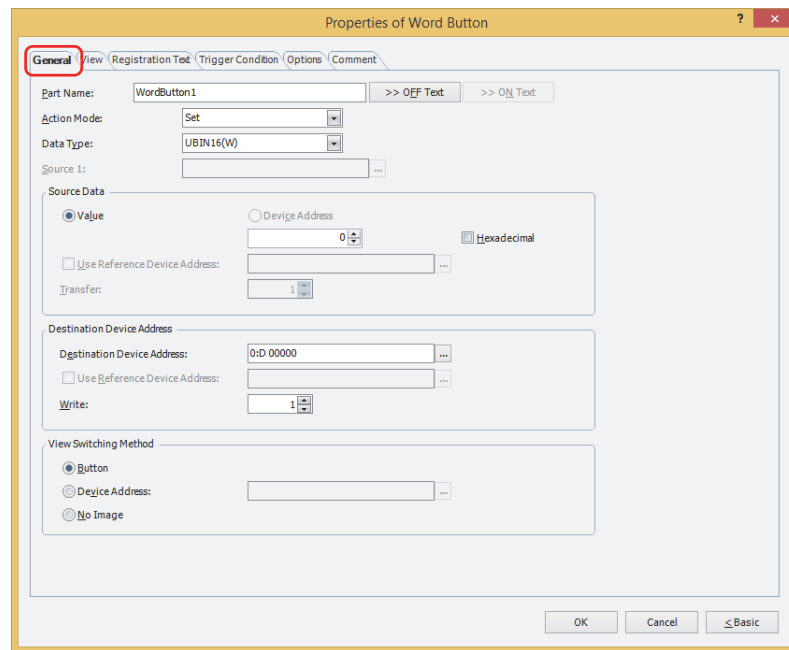 Properties of Word Button ? ×
General View Registration Text Trigger Condition Options Comment
Part Name: WordButton1 >> OFF Text >> ON Text
Action Mode: Set
Data Type: UBIN16(W)
Source 1: ...
Source Data
Value Device Address
0 Hexadecimal
Use Reference Device Address: ...
Transfer: 1
Destination Device Address
Destination Device Address: 0:D 00000 ...
Use Reference Device Address: ...
Write: 1
View Switching Method
Button
Device Address: ...
No Image
OK Cancel < Basic